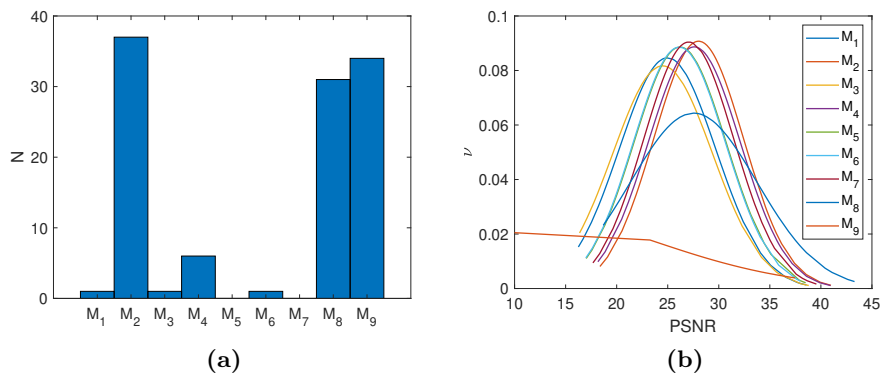 40
30
20
10
0
N
M₁ M₂ M₃ M₄ M₅ M₆ M₇ M₈ M₉
(a)
0.1
0.08
0.06
0.04
0.02
0
ν
10 15 20 25 30 35 40 45
PSNR
M₁
M₂
M₃
M₄
M₅
M₆
M₇
M₈
M₉
(b)